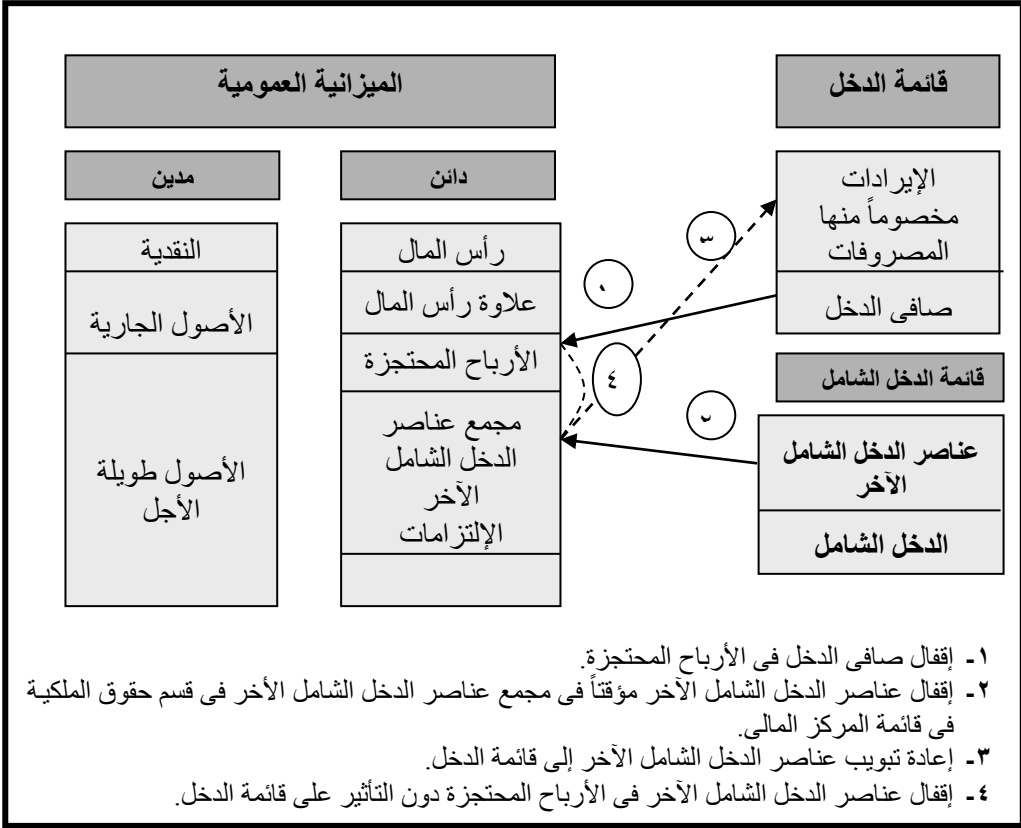 قائمة الدخل
الميزانية العمومية
دائن
مدين
الإيرادات
مخصوماً منها
المصروفات
صافى الدخل
قائمة الدخل الشامل
عناصر الدخل الشامل
الآخر
الدخل الشامل
رأس المال
علاوة رأس المال
الأرباح المحتجزة
مجمع عناصر
الدخل الشامل
الآخر
الإلتزامات
النقدية
الأصول الجارية
الأصول طويلة
الأجل
٤
١- إقفال صافى الدخل فى الأرباح المحتجزة.
٢- إقفال عناصر الدخل الشامل الآخر مؤقتاً فى مجمع عناصر الدخل الشامل الأخر فى قسم حقوق الملكية
فى قائمة المركز المالى.
٣- إعادة تبويب عناصر الدخل الشامل الآخر إلى قائمة الدخل.
٤- إقفال عناصر الدخل الشامل الآخر فى الأرباح المحتجزة دون التأثير على قائمة الدخل.